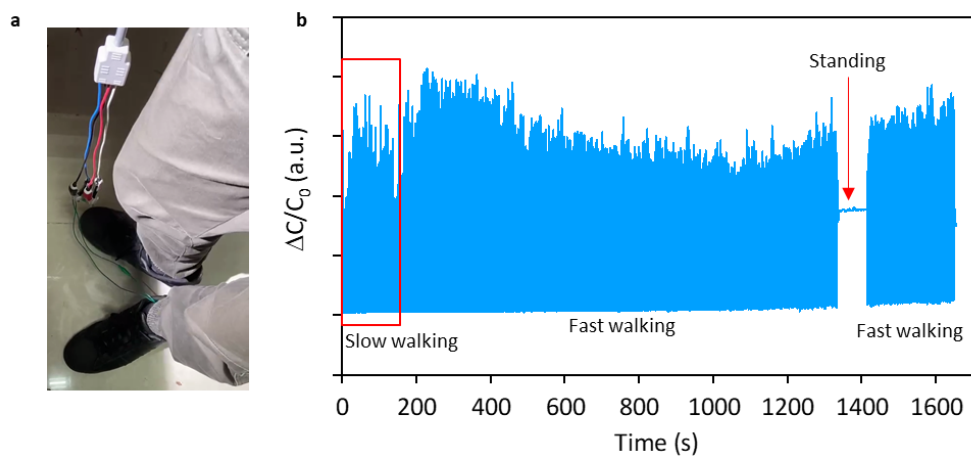 a
b
ΔC/C₀ (a.u.)
Standing
Slow walking
Fast walking
Fast walking
0 200 400 600 800 1000 1200 1400 1600
Time (s)